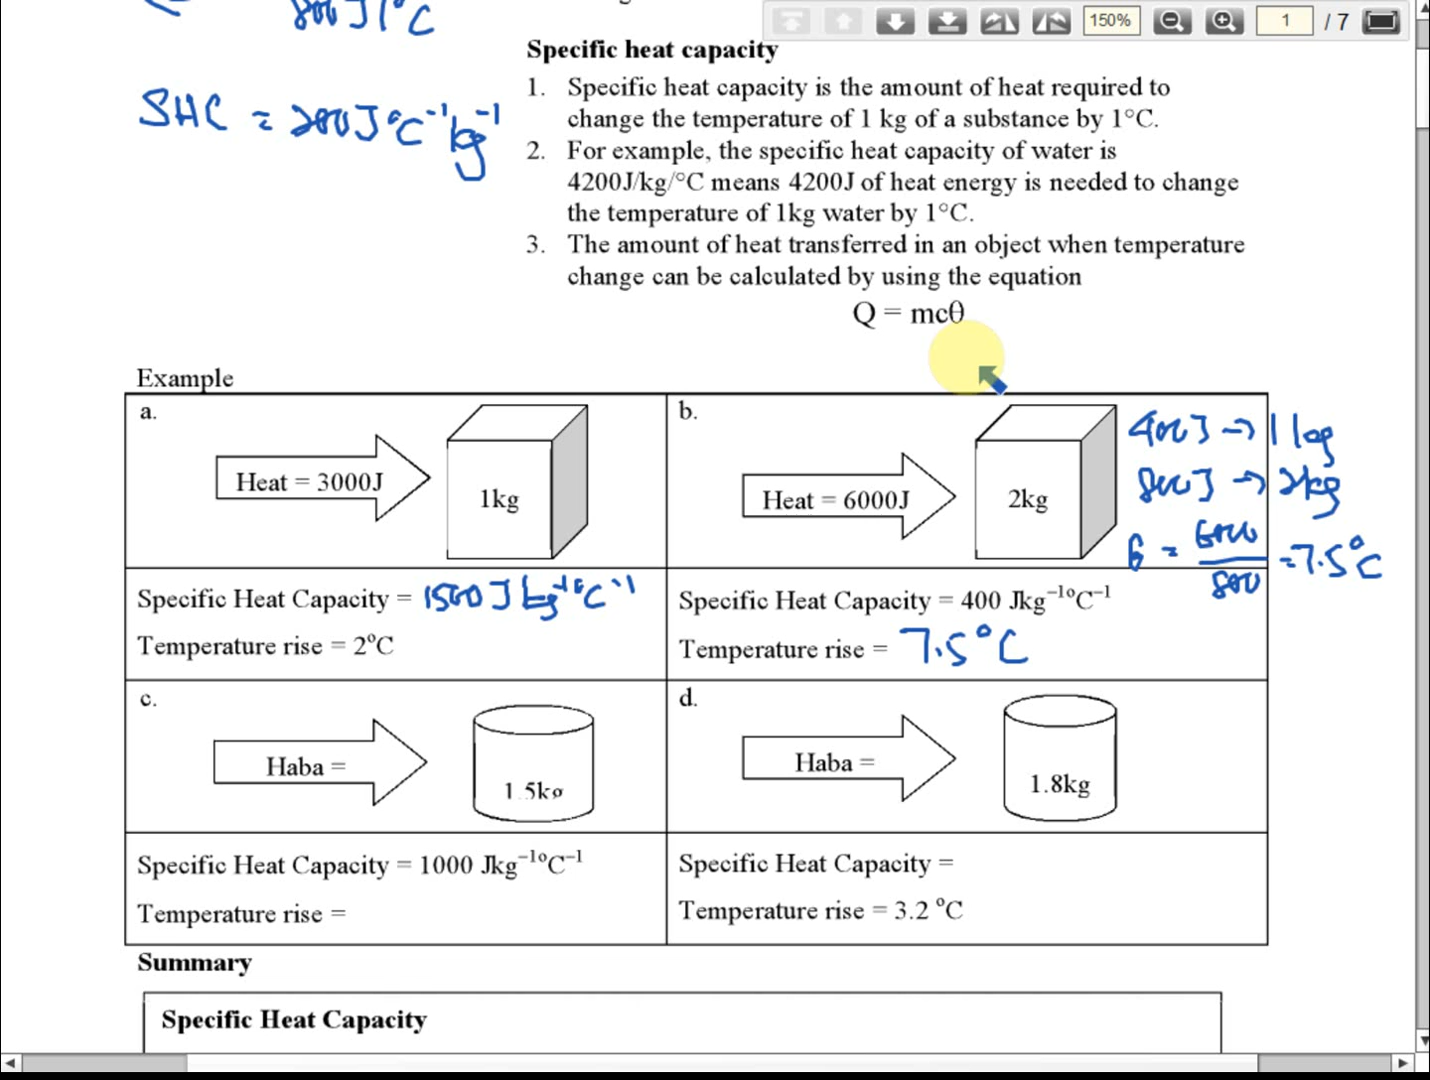 800 J/°C
150%
1
/ 7
SHC = 200J°C⁻¹kg⁻¹
Specific heat capacity
1. Specific heat capacity is the amount of heat required to
change the temperature of 1 kg of a substance by 1°C.
2. For example, the specific heat capacity of water is
4200J/kg/°C means 4200J of heat energy is needed to change
the temperature of 1kg water by 1°C.
3. The amount of heat transferred in an object when temperature
change can be calculated by using the equation
Q = mcθ
Example
a.
Heat = 3000J
1kg
Specific Heat Capacity = 1500 J kg⁻¹°C⁻¹
Temperature rise = 2°C
b.
Heat = 6000J
2kg
400J → 1kg
800J → 2kg
θ = 6000/800 = 7.5°C
Specific Heat Capacity = 400 Jkg⁻¹°C⁻¹
Temperature rise = 7.5°C
c.
Haba =
1.5kg
Specific Heat Capacity = 1000 Jkg⁻¹°C⁻¹
Temperature rise =
d.
Haba =
1.8kg
Specific Heat Capacity =
Temperature rise = 3.2 °C
Summary
Specific Heat Capacity